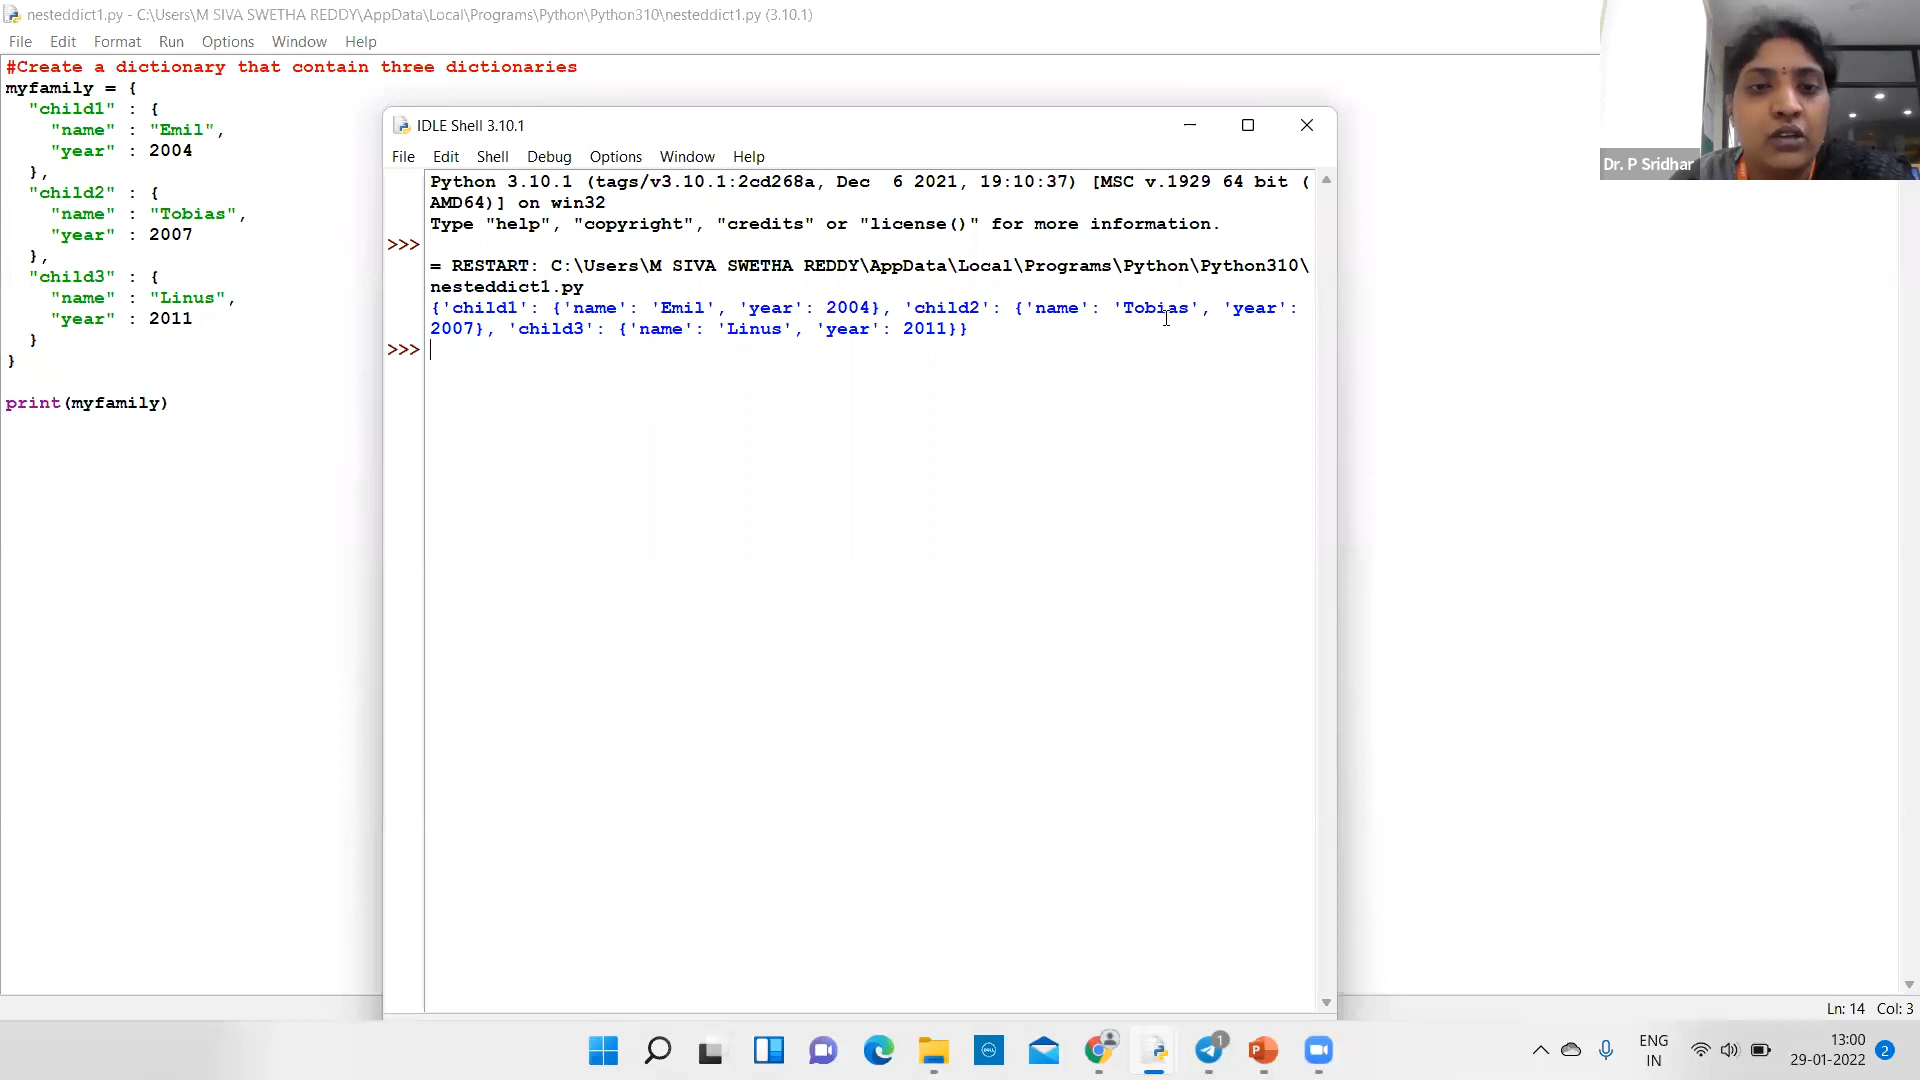 nesteddict1.py - C:\Users\M SIVA SWETHA REDDY\AppData\Local\Programs\Python\Python310\nesteddict1.py (3.10.1)
File Edit Format Run Options Window Help
#Create a dictionary that contain three dictionaries
myfamily = {
  "child1" : {
    "name" : "Emil",
    "year" : 2004
  },
  "child2" : {
    "name" : "Tobias",
    "year" : 2007
  },
  "child3" : {
    "name" : "Linus",
    "year" : 2011
  }
}
print(myfamily)
IDLE Shell 3.10.1
File Edit Shell Debug Options Window Help
Python 3.10.1 (tags/v3.10.1:2cd268a, Dec  6 2021, 19:10:37) [MSC v.1929 64 bit (
AMD64)] on win32
Type "help", "copyright", "credits" or "license()" for more information.
>>>
= RESTART: C:\Users\M SIVA SWETHA REDDY\AppData\Local\Programs\Python\Python310\
nesteddict1.py
{'child1': {'name': 'Emil', 'year': 2004}, 'child2': {'name': 'Tobias', 'year':
2007}, 'child3': {'name': 'Linus', 'year': 2011}}
>>>
Dr. P Sridhar
Ln: 14 Col: 3
DELL
1
ENG
IN
13:00
29-01-2022
2